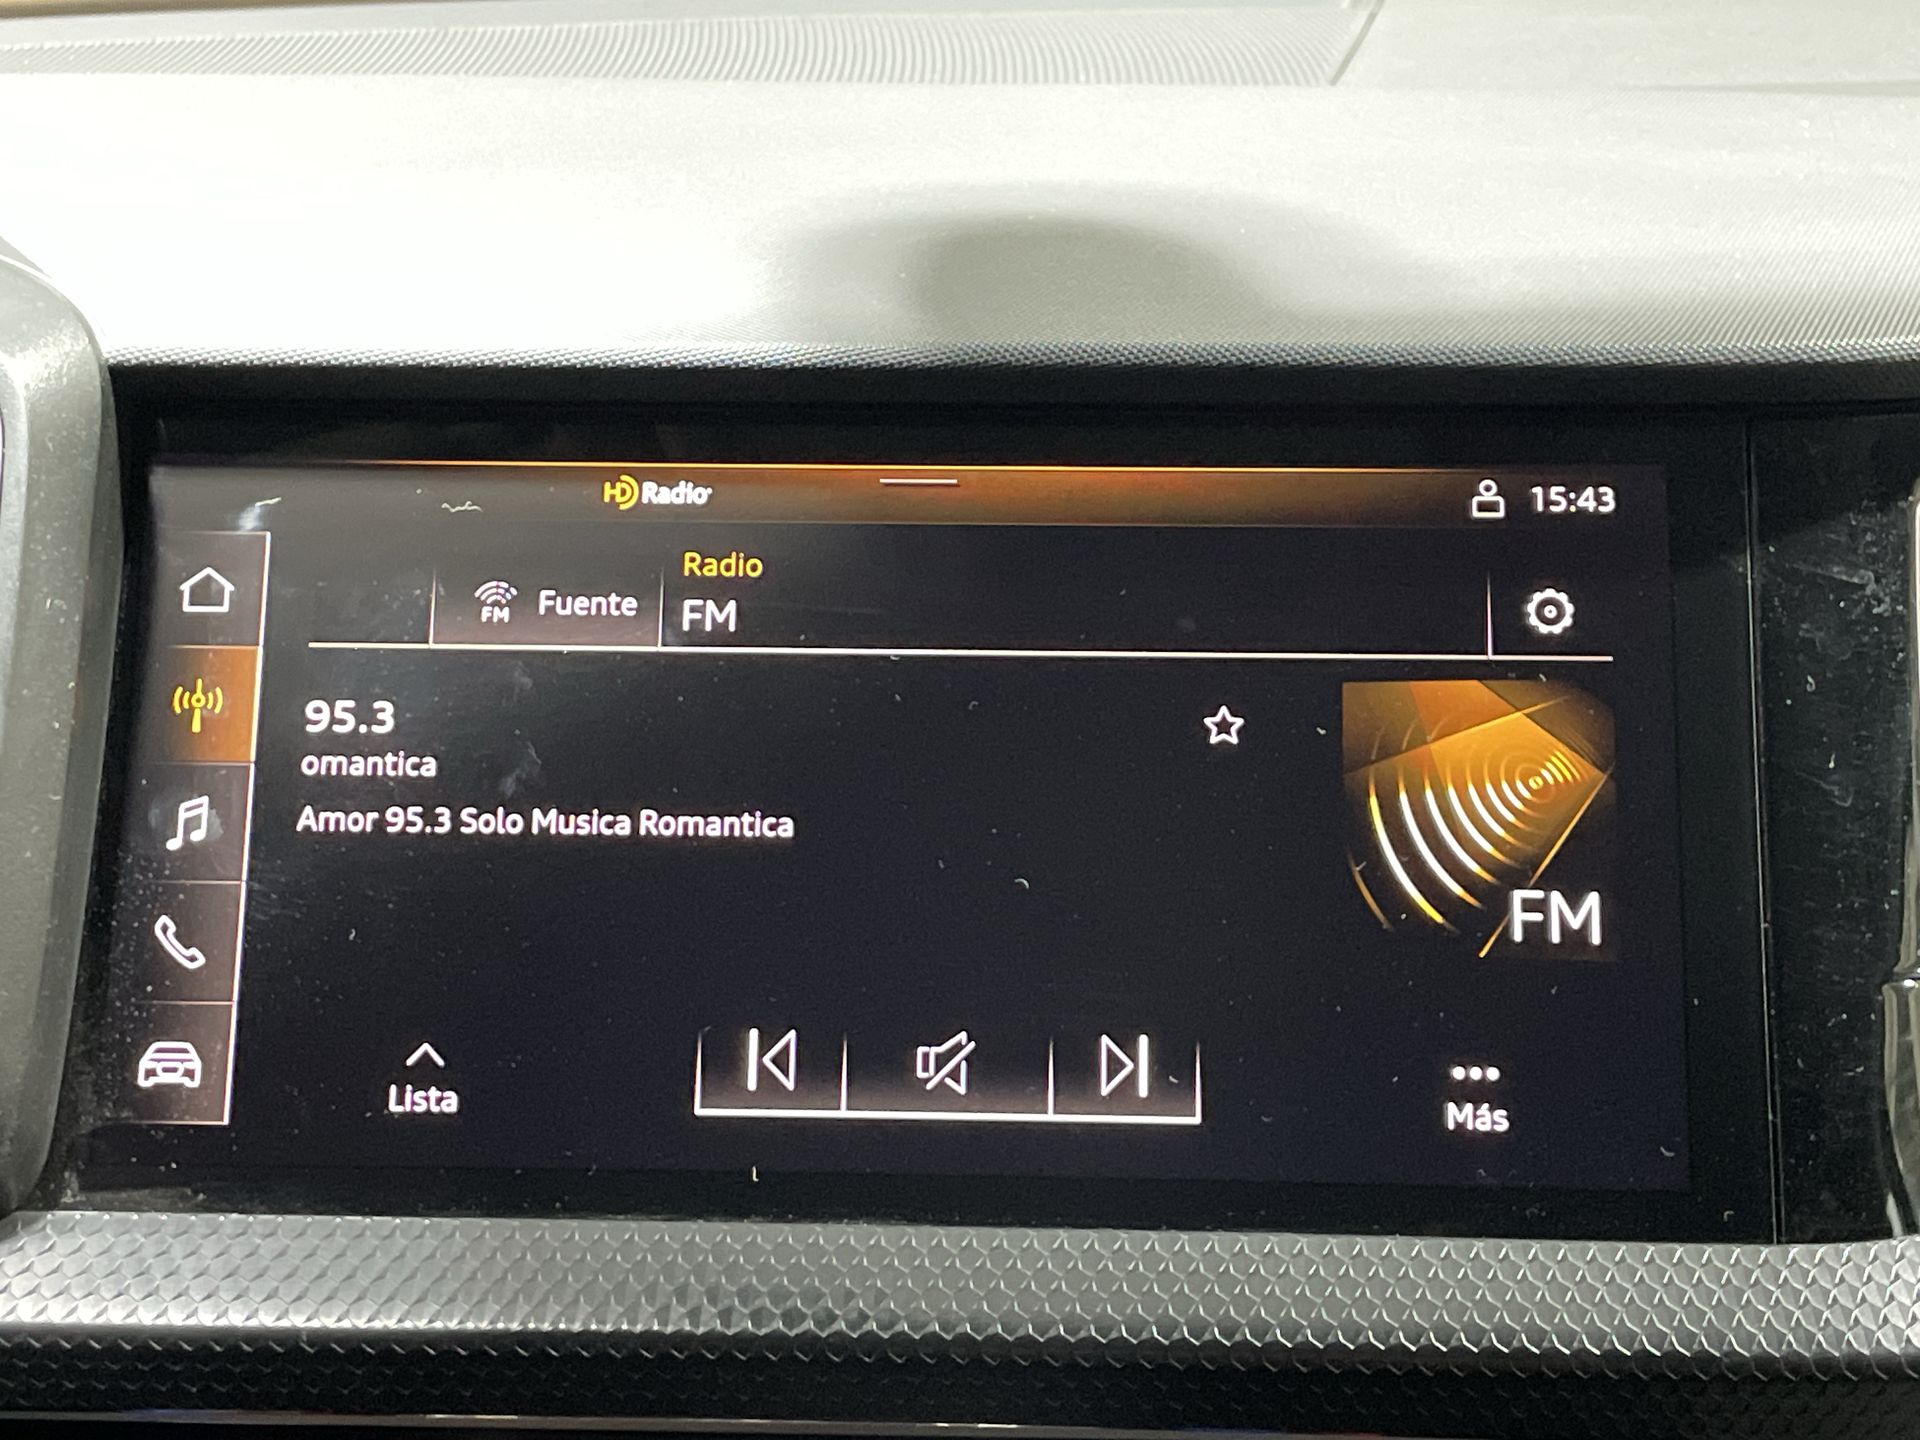 HD Radio
15:43
FM Fuente
Radio
FM
95.3
omantica
Amor 95.3 Solo Musica Romantica
FM
Lista
Más